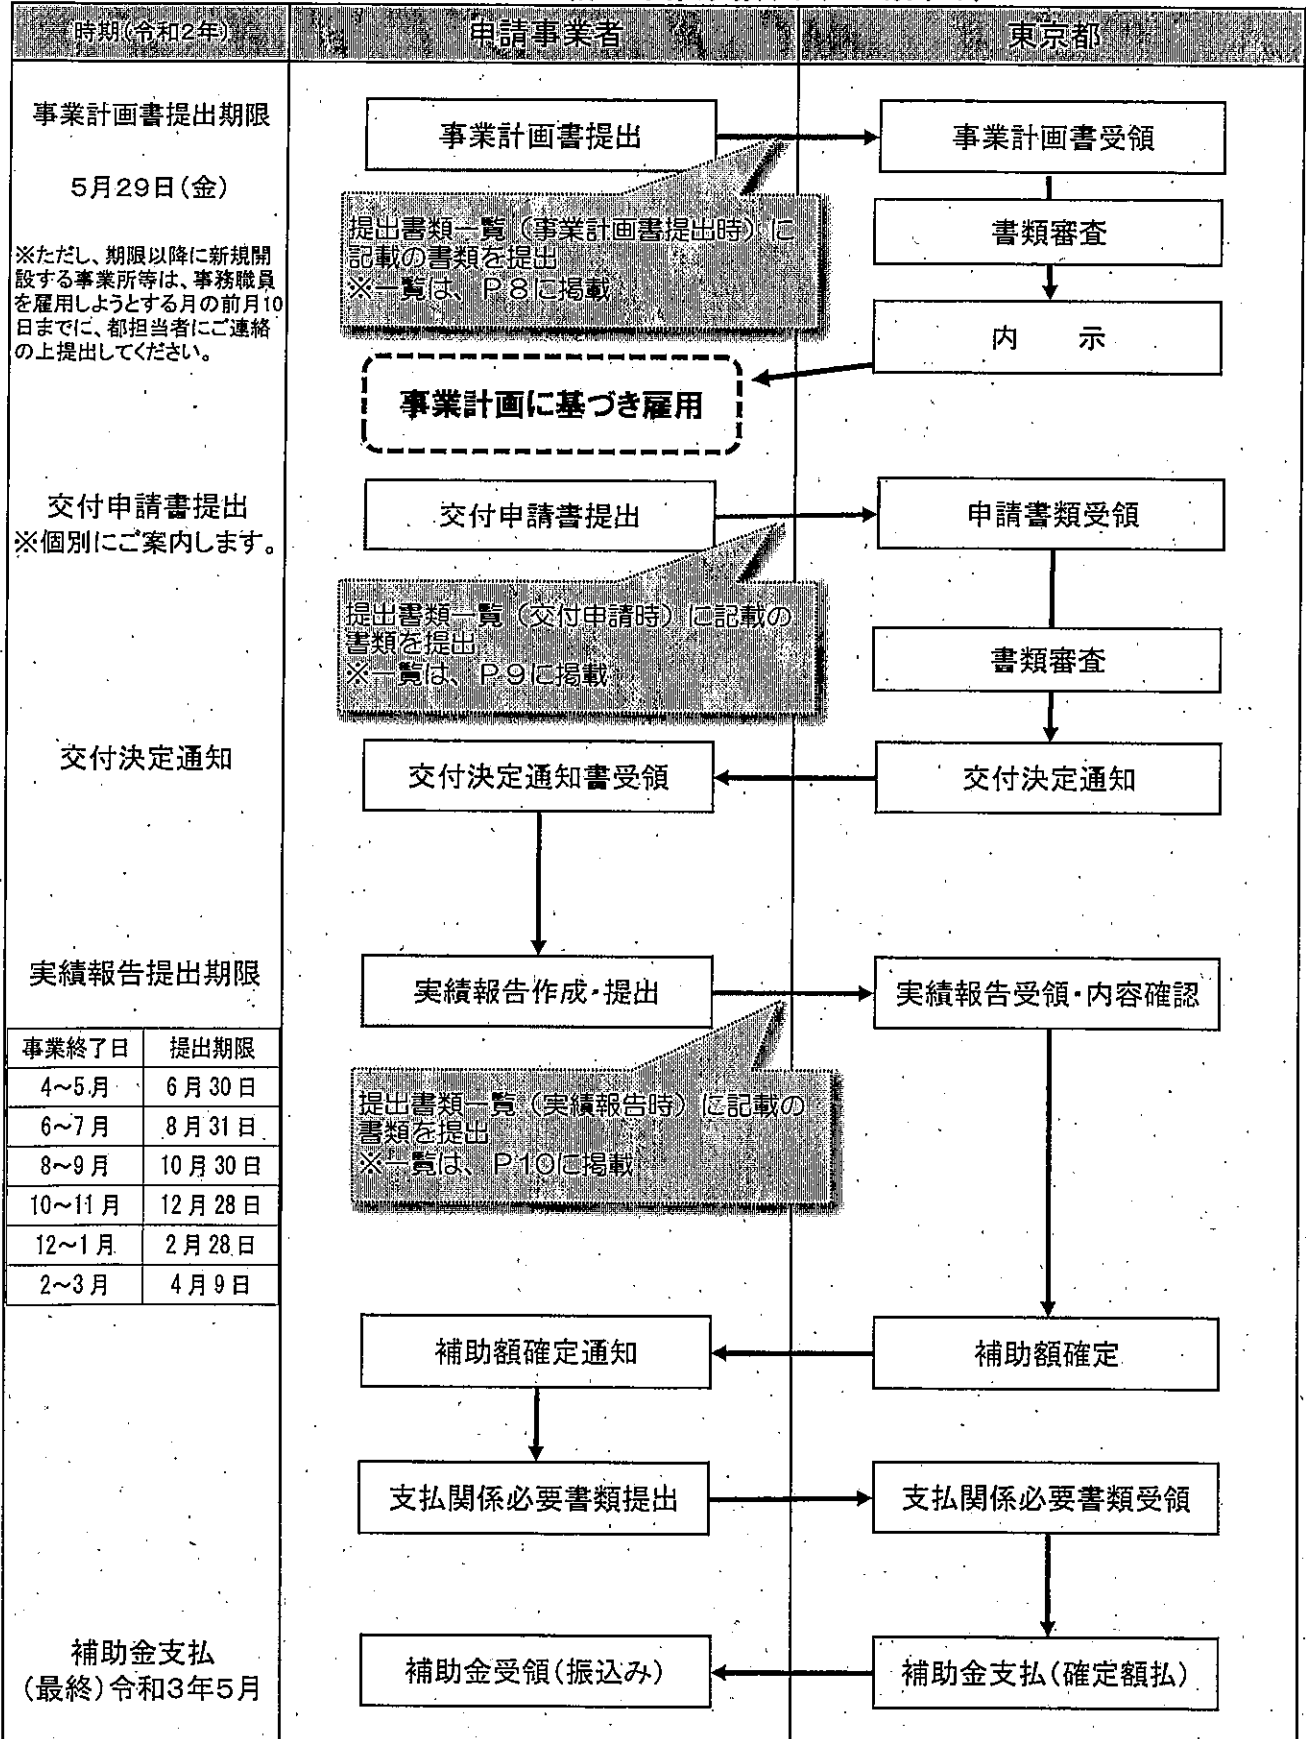 時期(令和2年)
申請事業者
東京都
事業計画書提出期限
5月29日(金)
※ただし、期限以降に新規開
設する事業所等は、事務職員
を雇用しようとする月の前月10
日までに、都担当者にご連絡
の上提出してください。
事業計画書提出
事業計画書受領
提出書類一覧(事業計画書提出時)に
記載の書類を提出
※一覧は、P8に掲載
書類審査
内 示
事業計画に基づき雇用
交付申請書提出
※個別にご案内します。
交付申請書提出
申請書類受領
提出書類一覧(交付申請時)に記載の
書類を提出
※一覧は、P9に掲載
書類審査
交付決定通知
交付決定通知書受領
交付決定通知
実績報告提出期限
実績報告作成・提出
実績報告受領・内容確認
事業終了日 提出期限
4~5月 6月30日
6~7月 8月31日
8~9月 10月30日
10~11月 12月28日
12~1月 2月28日
2~3月 4月9日
提出書類一覧(実績報告時)に記載の
書類を提出
※一覧は、P10に掲載
補助額確定通知
補助額確定
支払関係必要書類提出
支払関係必要書類受領
補助金支払
(最終)令和3年5月
補助金受領(振込み)
補助金支払(確定額払)